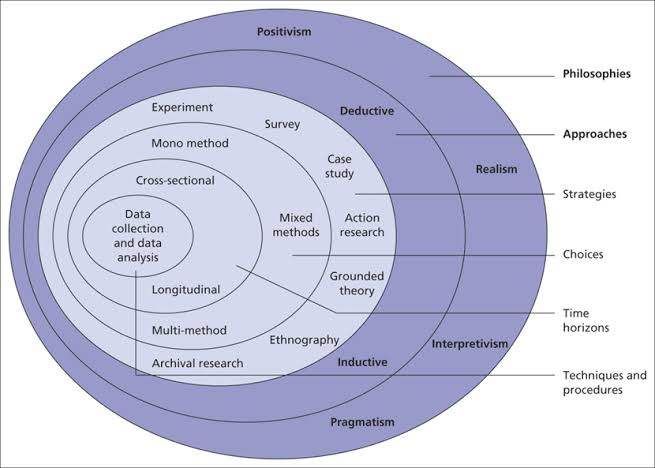 Positivism
Philosophies
Experiment
Deductive
Survey
Approaches
Mono method
Case
study
Realism
Cross-sectional
Strategies
Data
collection
and data
analysis
Mixed
methods
Action
research
Choices
Grounded
theory
Longitudinal
Time
horizons
Multi-method
Ethnography
Interpretivism
Archival research
Inductive
Techniques and
procedures
Pragmatism